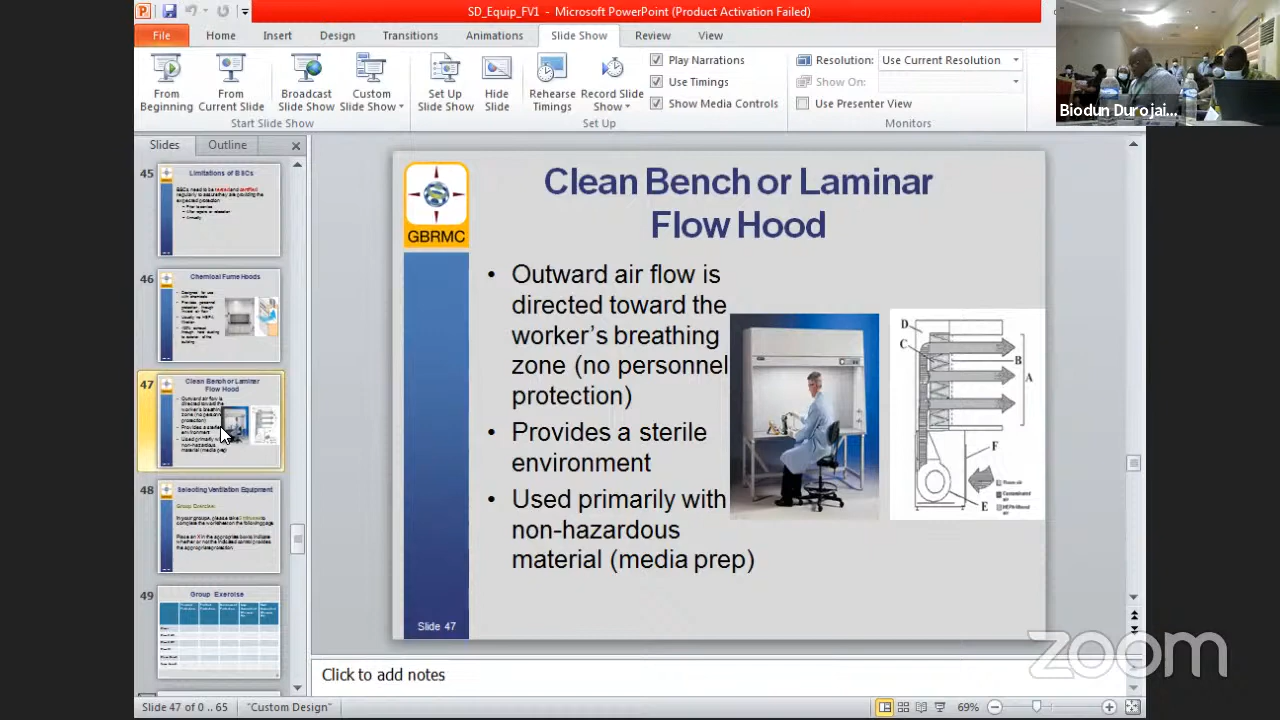 SD_Equip_FV1 - Microsoft PowerPoint (Product Activation Failed)
File Home Insert Design Transitions Animations Slide Show Review View
From Beginning
From Current Slide
Broadcast Slide Show
Custom Slide Show
Set Up Slide Show
Hide Slide
Rehearse Timings
Record Slide Show
Play Narrations
Use Timings
Show Media Controls
Resolution: Use Current Resolution
Show On:
Use Presenter View
Start Slide Show
Set Up
Monitors
Biodun Durojai...
Slides Outline
45
Limitations of BSCs
46
Chemical Fume Hoods
47
Clean Bench or Laminar
Flow Hood
48
Selecting Ventilation Equipment
Group Exercise
49
Group Exercise
GBRMC
Clean Bench or Laminar
Flow Hood
• Outward air flow is
directed toward the
worker's breathing
zone (no personnel
protection)
• Provides a sterile
environment
• Used primarily with
non-hazardous
material (media prep)
D
C
B
A
F
E
Slide 47
Click to add notes
zoom
Slide 47 of 0 .. 65 "Custom Design" 69%